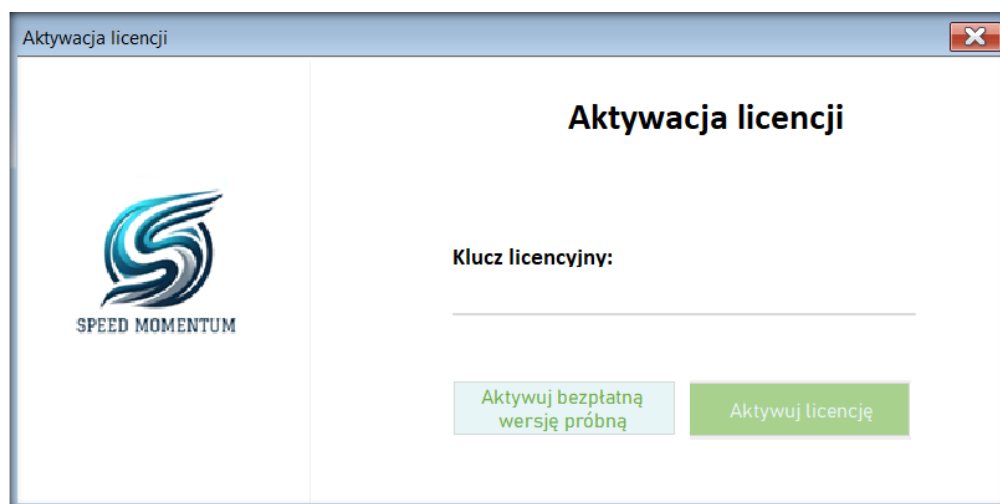 Aktywacja licencji
Aktywacja licencji
SPEED MOMENTUM
Klucz licencyjny:
Aktywuj bezpłatną
wersję próbną
Aktywuj licencję